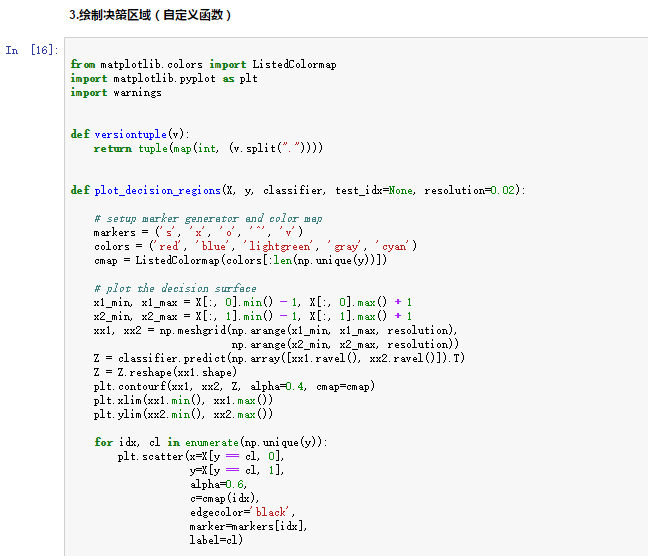 3.绘制决策区域（自定义函数）
In [16]:
from matplotlib.colors import ListedColormap
import matplotlib.pyplot as plt
import warnings
def versiontuple(v):
    return tuple(map(int, (v.split("."))))
def plot_decision_regions(X, y, classifier, test_idx=None, resolution=0.02):
    # setup marker generator and color map
    markers = ('s', 'x', 'o', '^', 'v')
    colors = ('red', 'blue', 'lightgreen', 'gray', 'cyan')
    cmap = ListedColormap(colors[:len(np.unique(y))])
    # plot the decision surface
    x1_min, x1_max = X[:, 0].min() - 1, X[:, 0].max() + 1
    x2_min, x2_max = X[:, 1].min() - 1, X[:, 1].max() + 1
    xx1, xx2 = np.meshgrid(np.arange(x1_min, x1_max, resolution),
                           np.arange(x2_min, x2_max, resolution))
    Z = classifier.predict(np.array([xx1.ravel(), xx2.ravel()]).T)
    Z = Z.reshape(xx1.shape)
    plt.contourf(xx1, xx2, Z, alpha=0.4, cmap=cmap)
    plt.xlim(xx1.min(), xx1.max())
    plt.ylim(xx2.min(), xx2.max())
    for idx, cl in enumerate(np.unique(y)):
        plt.scatter(x=X[y == cl, 0],
                    y=X[y == cl, 1],
                    alpha=0.6,
                    c=cmap(idx),
                    edgecolor='black',
                    marker=markers[idx],
                    label=cl)